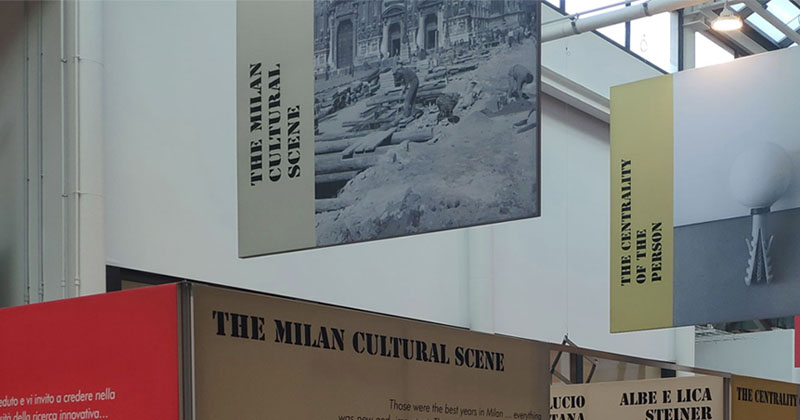 THE MILAN
CULTURAL
SCENE
THE CENTRALITY
OF THE
PERSON
THE MILAN CULTURAL SCENE
Those were the best years in Milan ... everything
was new and
eduto e vi invito a credere nella
della ricerca innovativa...
LUCIO
ALBE E LICA
STEINER
THE CENTRALITY